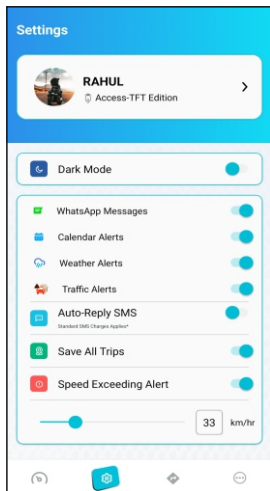 Settings
RAHUL
Access-TFT Edition
Dark Mode
WhatsApp Messages
Calendar Alerts
Weather Alerts
Traffic Alerts
Auto-Reply SMS
Standard SMS Charges Applies*
Save All Trips
Speed Exceeding Alert
33 km/hr